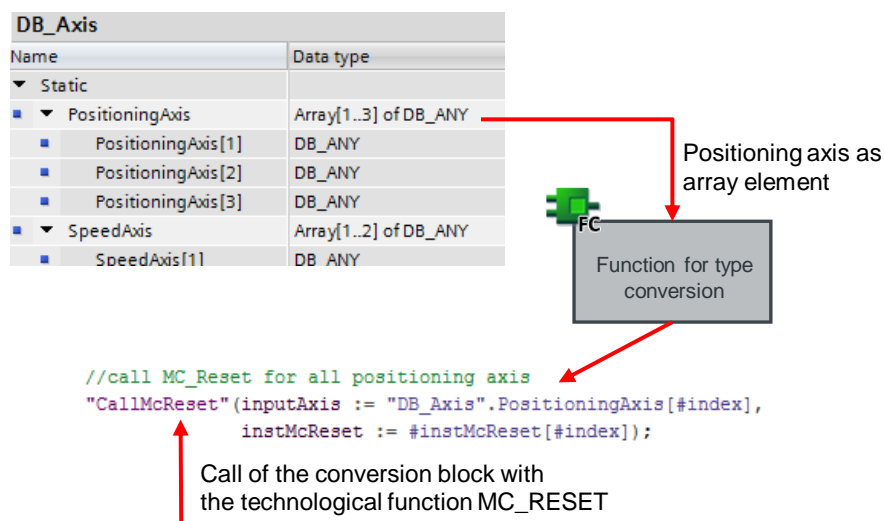 DB_Axis
Name Data type
Static
PositioningAxis Array[1..3] of DB_ANY
PositioningAxis[1] DB_ANY
PositioningAxis[2] DB_ANY
PositioningAxis[3] DB_ANY
SpeedAxis Array[1..2] of DB_ANY
SpeedAxis[1] DB_ANY
Positioning axis as
array element
FC
Function for type
conversion
//call MC_Reset for all positioning axis
"CallMcReset"(inputAxis := "DB_Axis".PositioningAxis[#index],
instMcReset := #instMcReset[#index]);
Call of the conversion block with
the technological function MC_RESET